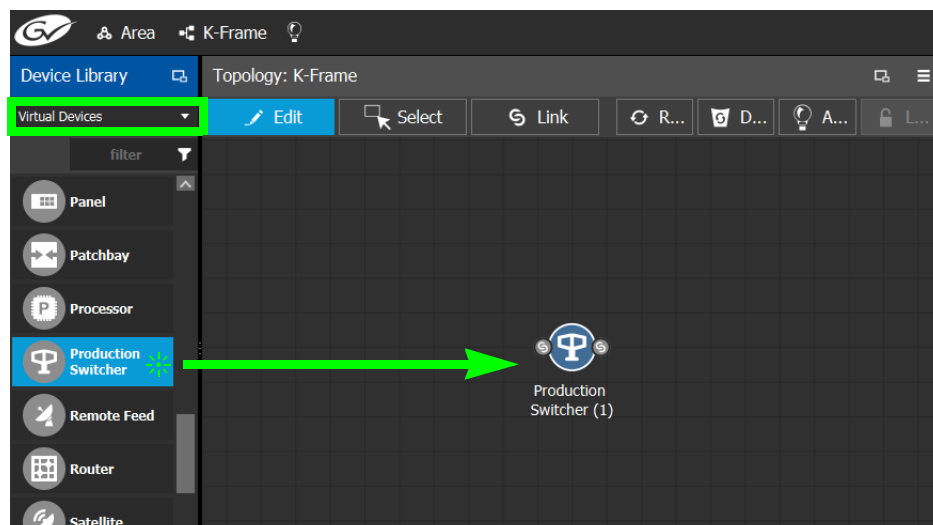 GV Area K-Frame
Device Library
Topology: K-Frame
Virtual Devices
Edit Select Link R... D... A... L...
filter
Panel
Patchbay
P Processor
Production
Switcher
Remote Feed
Router
Satellite
Production
Switcher (1)